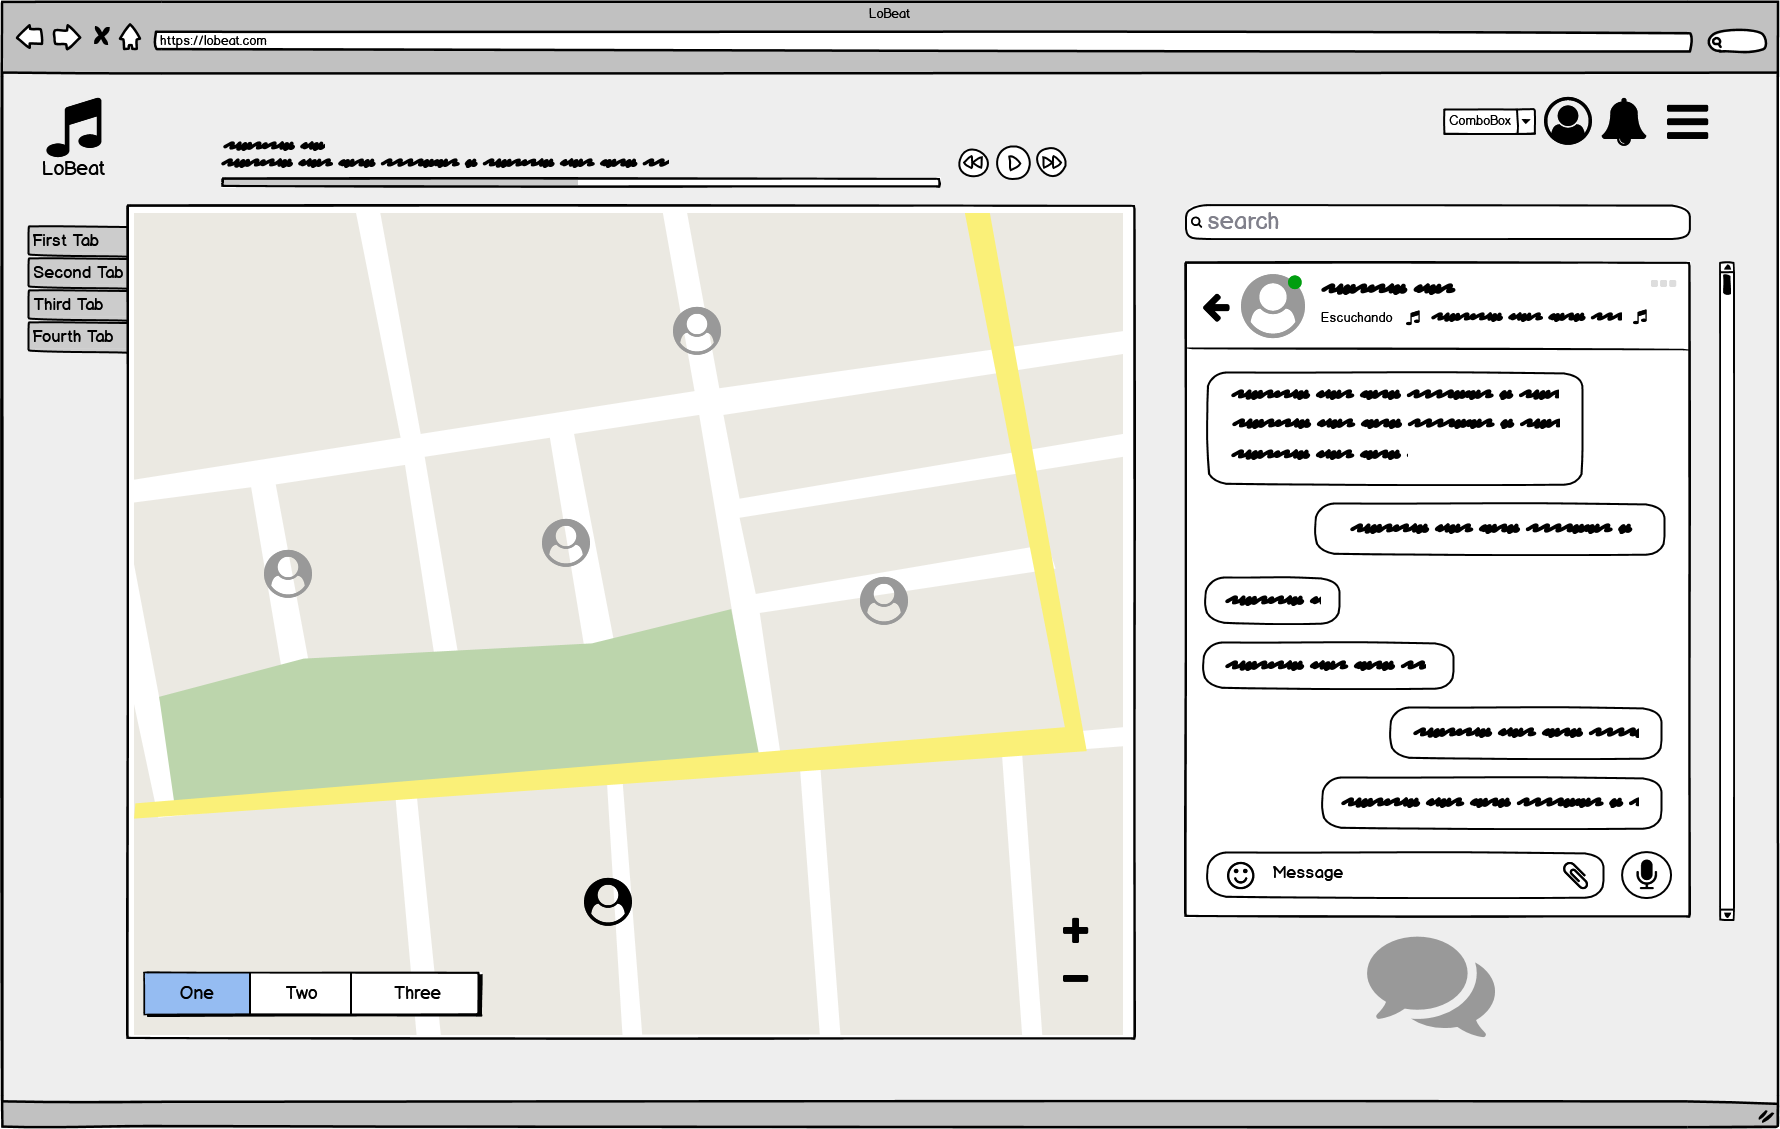 LoBeat
https://lobeat.com
LoBeat
ComboBox
search
First Tab
Second Tab
Third Tab
Fourth Tab
Escuchando
Message
One
Two
Three